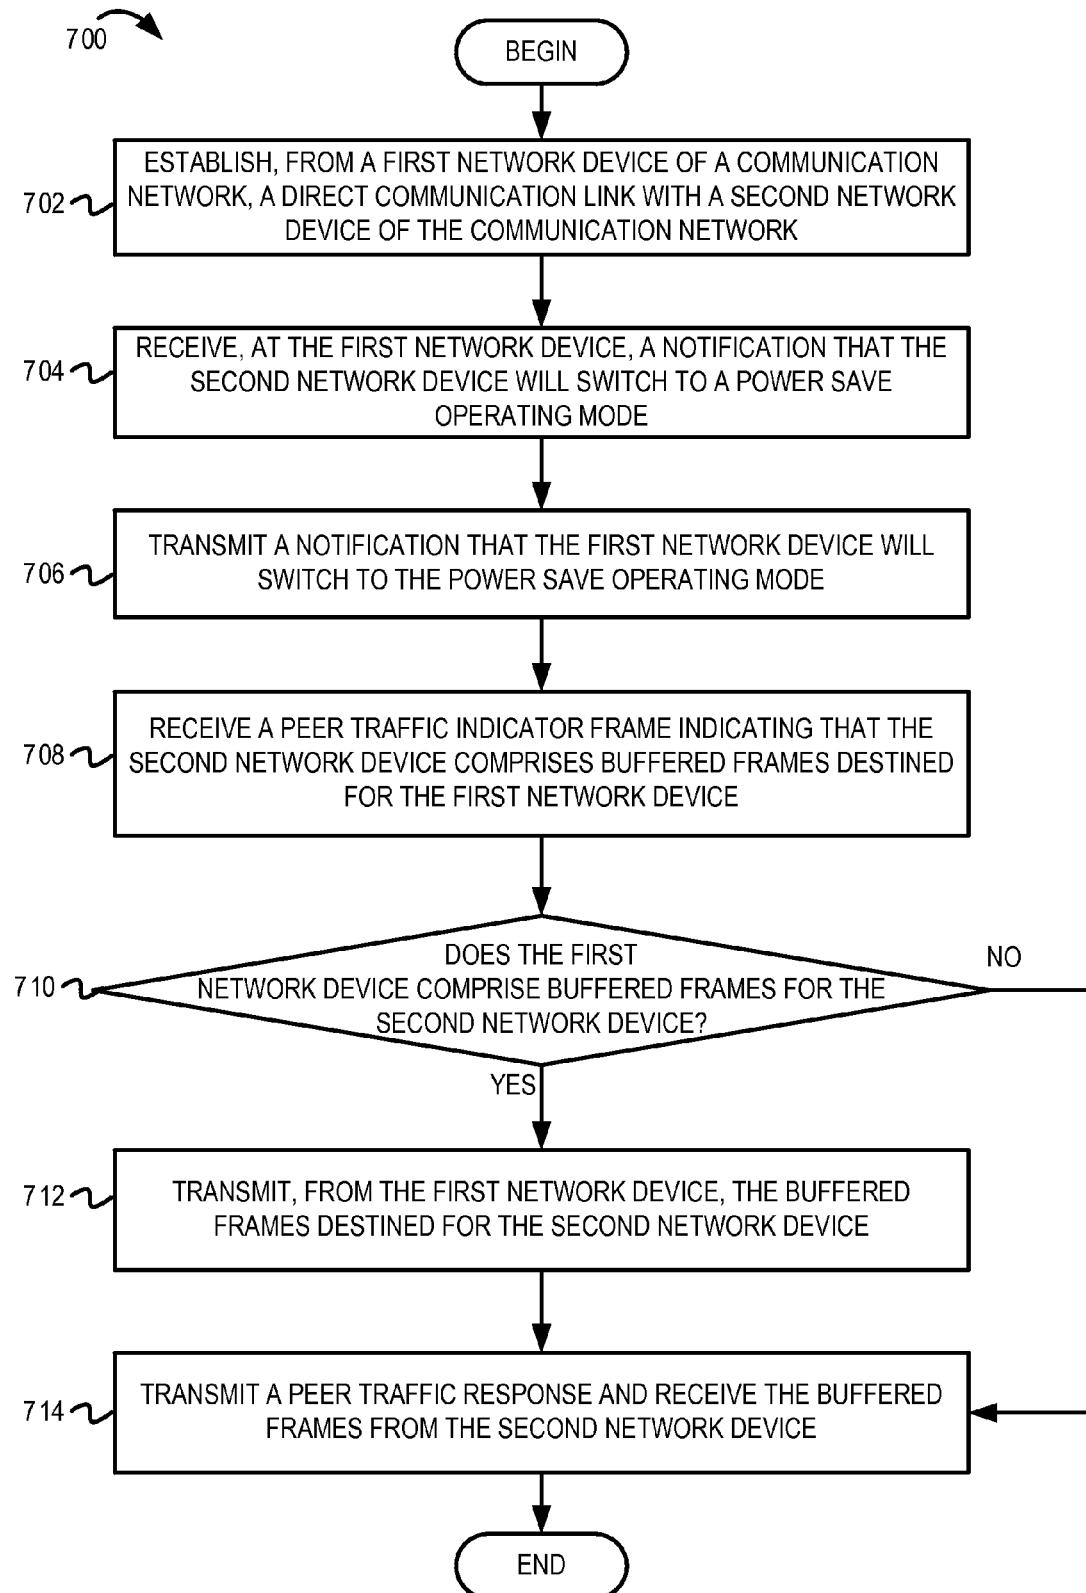 700
BEGIN
702
ESTABLISH, FROM A FIRST NETWORK DEVICE OF A COMMUNICATION
NETWORK, A DIRECT COMMUNICATION LINK WITH A SECOND NETWORK
DEVICE OF THE COMMUNICATION NETWORK
704
RECEIVE, AT THE FIRST NETWORK DEVICE, A NOTIFICATION THAT THE
SECOND NETWORK DEVICE WILL SWITCH TO A POWER SAVE
OPERATING MODE
706
TRANSMIT A NOTIFICATION THAT THE FIRST NETWORK DEVICE WILL
SWITCH TO THE POWER SAVE OPERATING MODE
708
RECEIVE A PEER TRAFFIC INDICATOR FRAME INDICATING THAT THE
SECOND NETWORK DEVICE COMPRISES BUFFERED FRAMES DESTINED
FOR THE FIRST NETWORK DEVICE
710
DOES THE FIRST
NETWORK DEVICE COMPRISE BUFFERED FRAMES FOR THE
SECOND NETWORK DEVICE?
NO
YES
712
TRANSMIT, FROM THE FIRST NETWORK DEVICE, THE BUFFERED
FRAMES DESTINED FOR THE SECOND NETWORK DEVICE
714
TRANSMIT A PEER TRAFFIC RESPONSE AND RECEIVE THE BUFFERED
FRAMES FROM THE SECOND NETWORK DEVICE
END